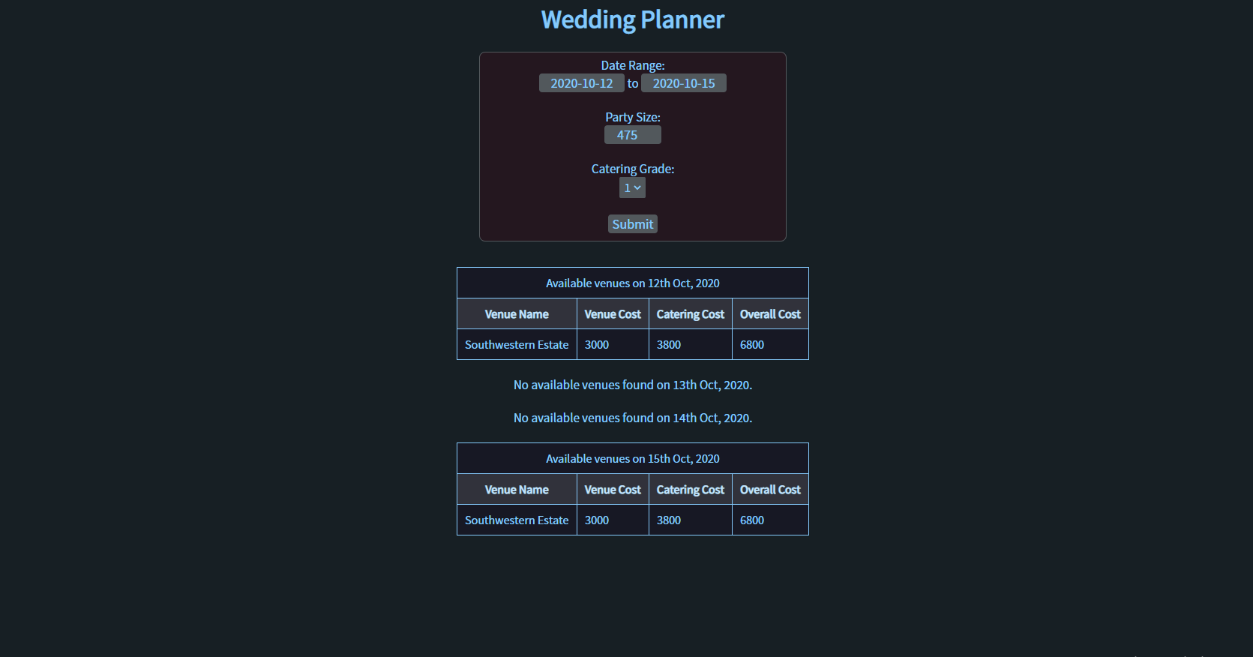 Wedding Planner
Date Range:
2020-10-12 to 2020-10-15
Party Size:
475
Catering Grade:
1
Submit
Available venues on 12th Oct, 2020
Venue Name Venue Cost Catering Cost Overall Cost
Southwestern Estate 3000 3800 6800
No available venues found on 13th Oct, 2020.
No available venues found on 14th Oct, 2020.
Available venues on 15th Oct, 2020
Venue Name Venue Cost Catering Cost Overall Cost
Southwestern Estate 3000 3800 6800